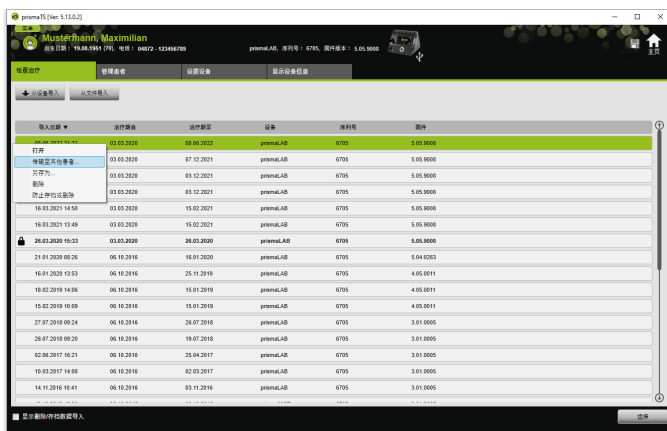 prismaTS [Ver: 5.13.0.2]
菜单
Mustermann, Maximilian
出生日期： 19.08.1951 (70), 电话： 04872 - 123456789
prismaLAB, 序列号： 6705, 固件版本： 5.05.9008
主页
检查治疗 管理患者 设置设备 显示设备信息
从设备导入 从文件导入
导入日期 ▼ 治疗期自 治疗期至 设备 序列号 固件
08.06.2022 21:37 03.03.2020 08.06.2022 prismaLAB 6705 5.05.9008
打开
传输至其他患者...
另存为...
删除
防止存档或删除
03.03.2020 07.12.2021 prismaLAB 6705 5.05.9008
03.03.2020 03.12.2021 prismaLAB 6705 5.05.9008
03.03.2020 03.12.2021 prismaLAB 6705 5.05.9008
16.03.2021 14:50 03.03.2020 15.02.2021 prismaLAB 6705 5.05.9008
16.03.2021 13:49 03.03.2020 15.02.2021 prismaLAB 6705 5.05.9008
26.03.2020 15:33 03.03.2020 26.03.2020 prismaLAB 6705 5.05.9008
21.01.2020 08:26 06.10.2016 16.01.2020 prismaLAB 6705 5.04.0263
16.01.2020 13:53 06.10.2016 25.11.2019 prismaLAB 6705 4.05.0011
18.02.2019 14:06 06.10.2016 15.01.2019 prismaLAB 6705 4.05.0011
15.02.2019 10:09 06.10.2016 15.01.2019 prismaLAB 6705 4.05.0011
27.07.2018 09:24 06.10.2016 26.07.2018 prismaLAB 6705 3.01.0005
26.07.2018 09:20 06.10.2016 19.07.2018 prismaLAB 6705 3.01.0005
02.06.2017 16:21 06.10.2016 25.04.2017 prismaLAB 6705 3.01.0005
10.03.2017 14:08 06.10.2016 02.03.2017 prismaLAB 6705 3.01.0005
14.11.2016 10:41 06.10.2016 03.11.2016 prismaLAB 6705 3.01.0005
显示删除/存档数据导入
选择